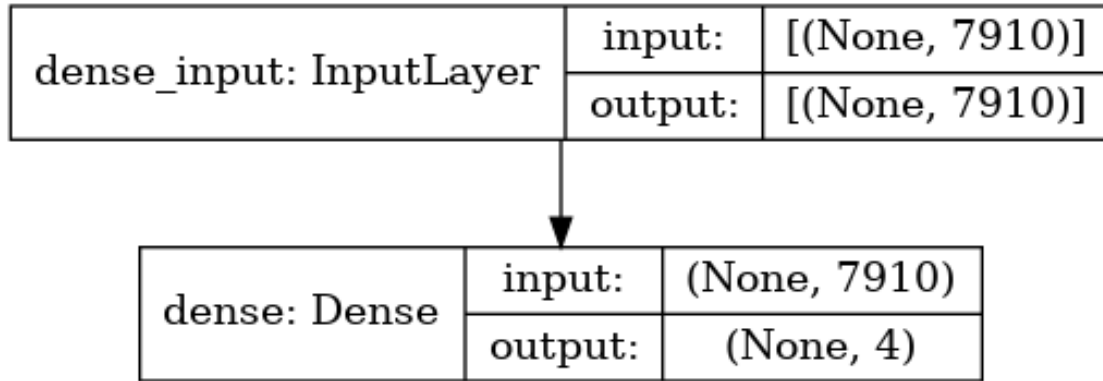 dense_input: InputLayer
input: [(None, 7910)]
output: [(None, 7910)]
dense: Dense
input: (None, 7910)
output: (None, 4)